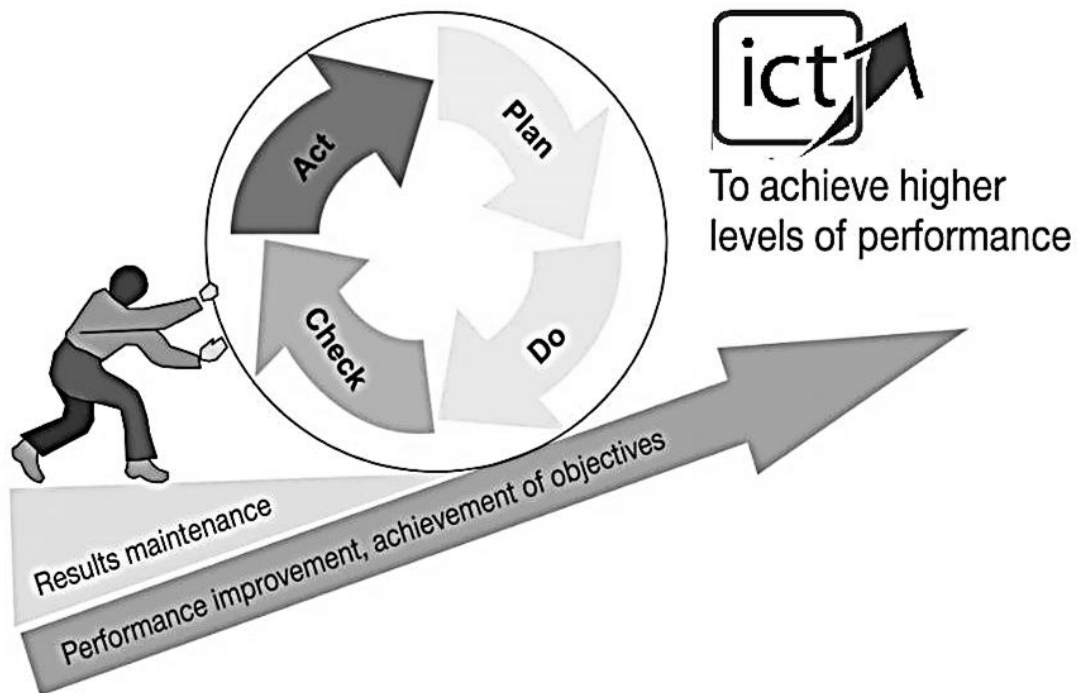 ict
To achieve higher
levels of performance
Act
Plan
Check
Do
Results maintenance
Performance improvement, achievement of objectives